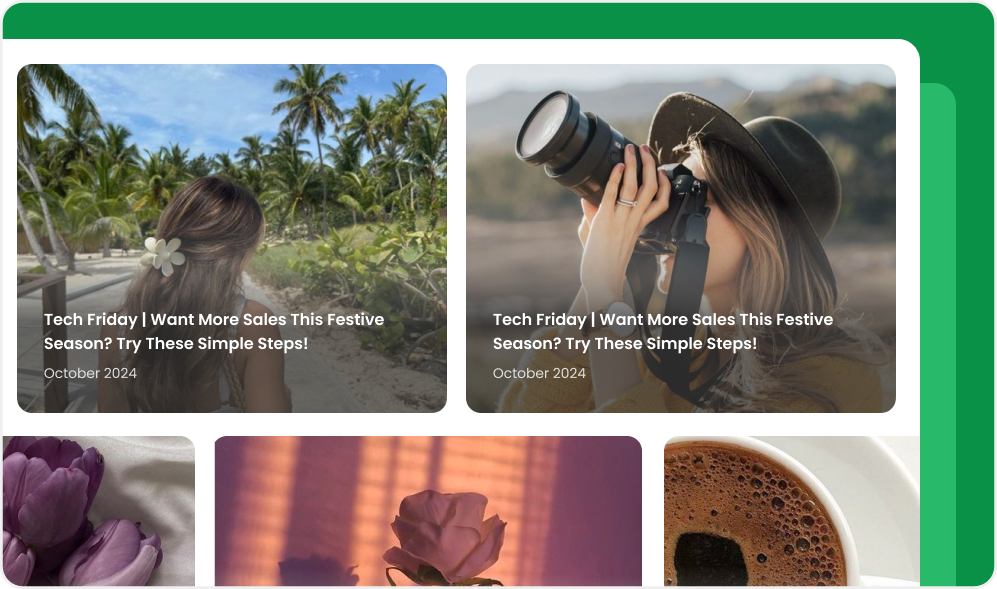 Tech Friday | Want More Sales This Festive
Season? Try These Simple Steps!
October 2024
Tech Friday | Want More Sales This Festive
Season? Try These Simple Steps!
October 2024